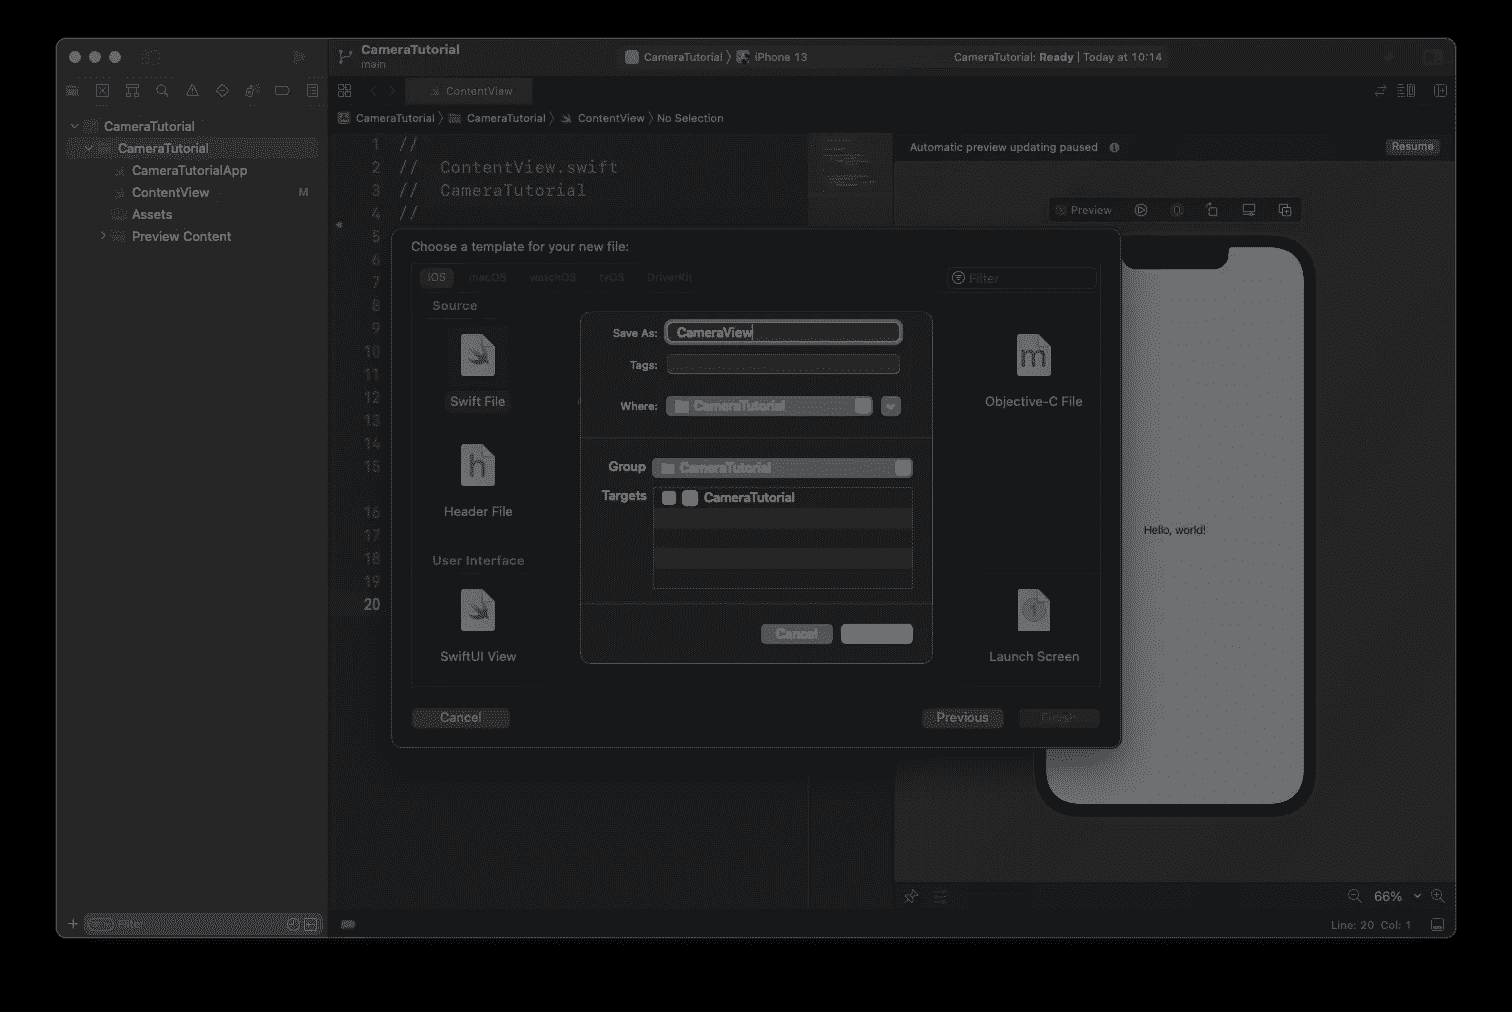 CameraTutorial
main
CameraTutorial 〉 iPhone 13
CameraTutorial: Ready | Today at 10:14
ContentView
CameraTutorial 〉 CameraTutorial 〉 ContentView 〉 No Selection
CameraTutorial
CameraTutorial
CameraTutorialApp
ContentView M
Assets
Preview Content
1 //
2 // ContentView.swift
3 // CameraTutorial
4 //
5
6
7
8
9
10
11
12
13
14
15
16
17
18
19
20
Automatic preview updating paused
Resume
Preview
Choose a template for your new file:
iOS macOS watchOS tvOS DriverKit
Filter
Source
Swift File
Objective-C File
Header File
User Interface
SwiftUI View
Launch Screen
Save As: CameraView
Tags:
Where: CameraTutorial
Group CameraTutorial
Targets CameraTutorial
Cancel
Cancel
Previous
Hello, world!
66%
Filter
Line: 20 Col: 1